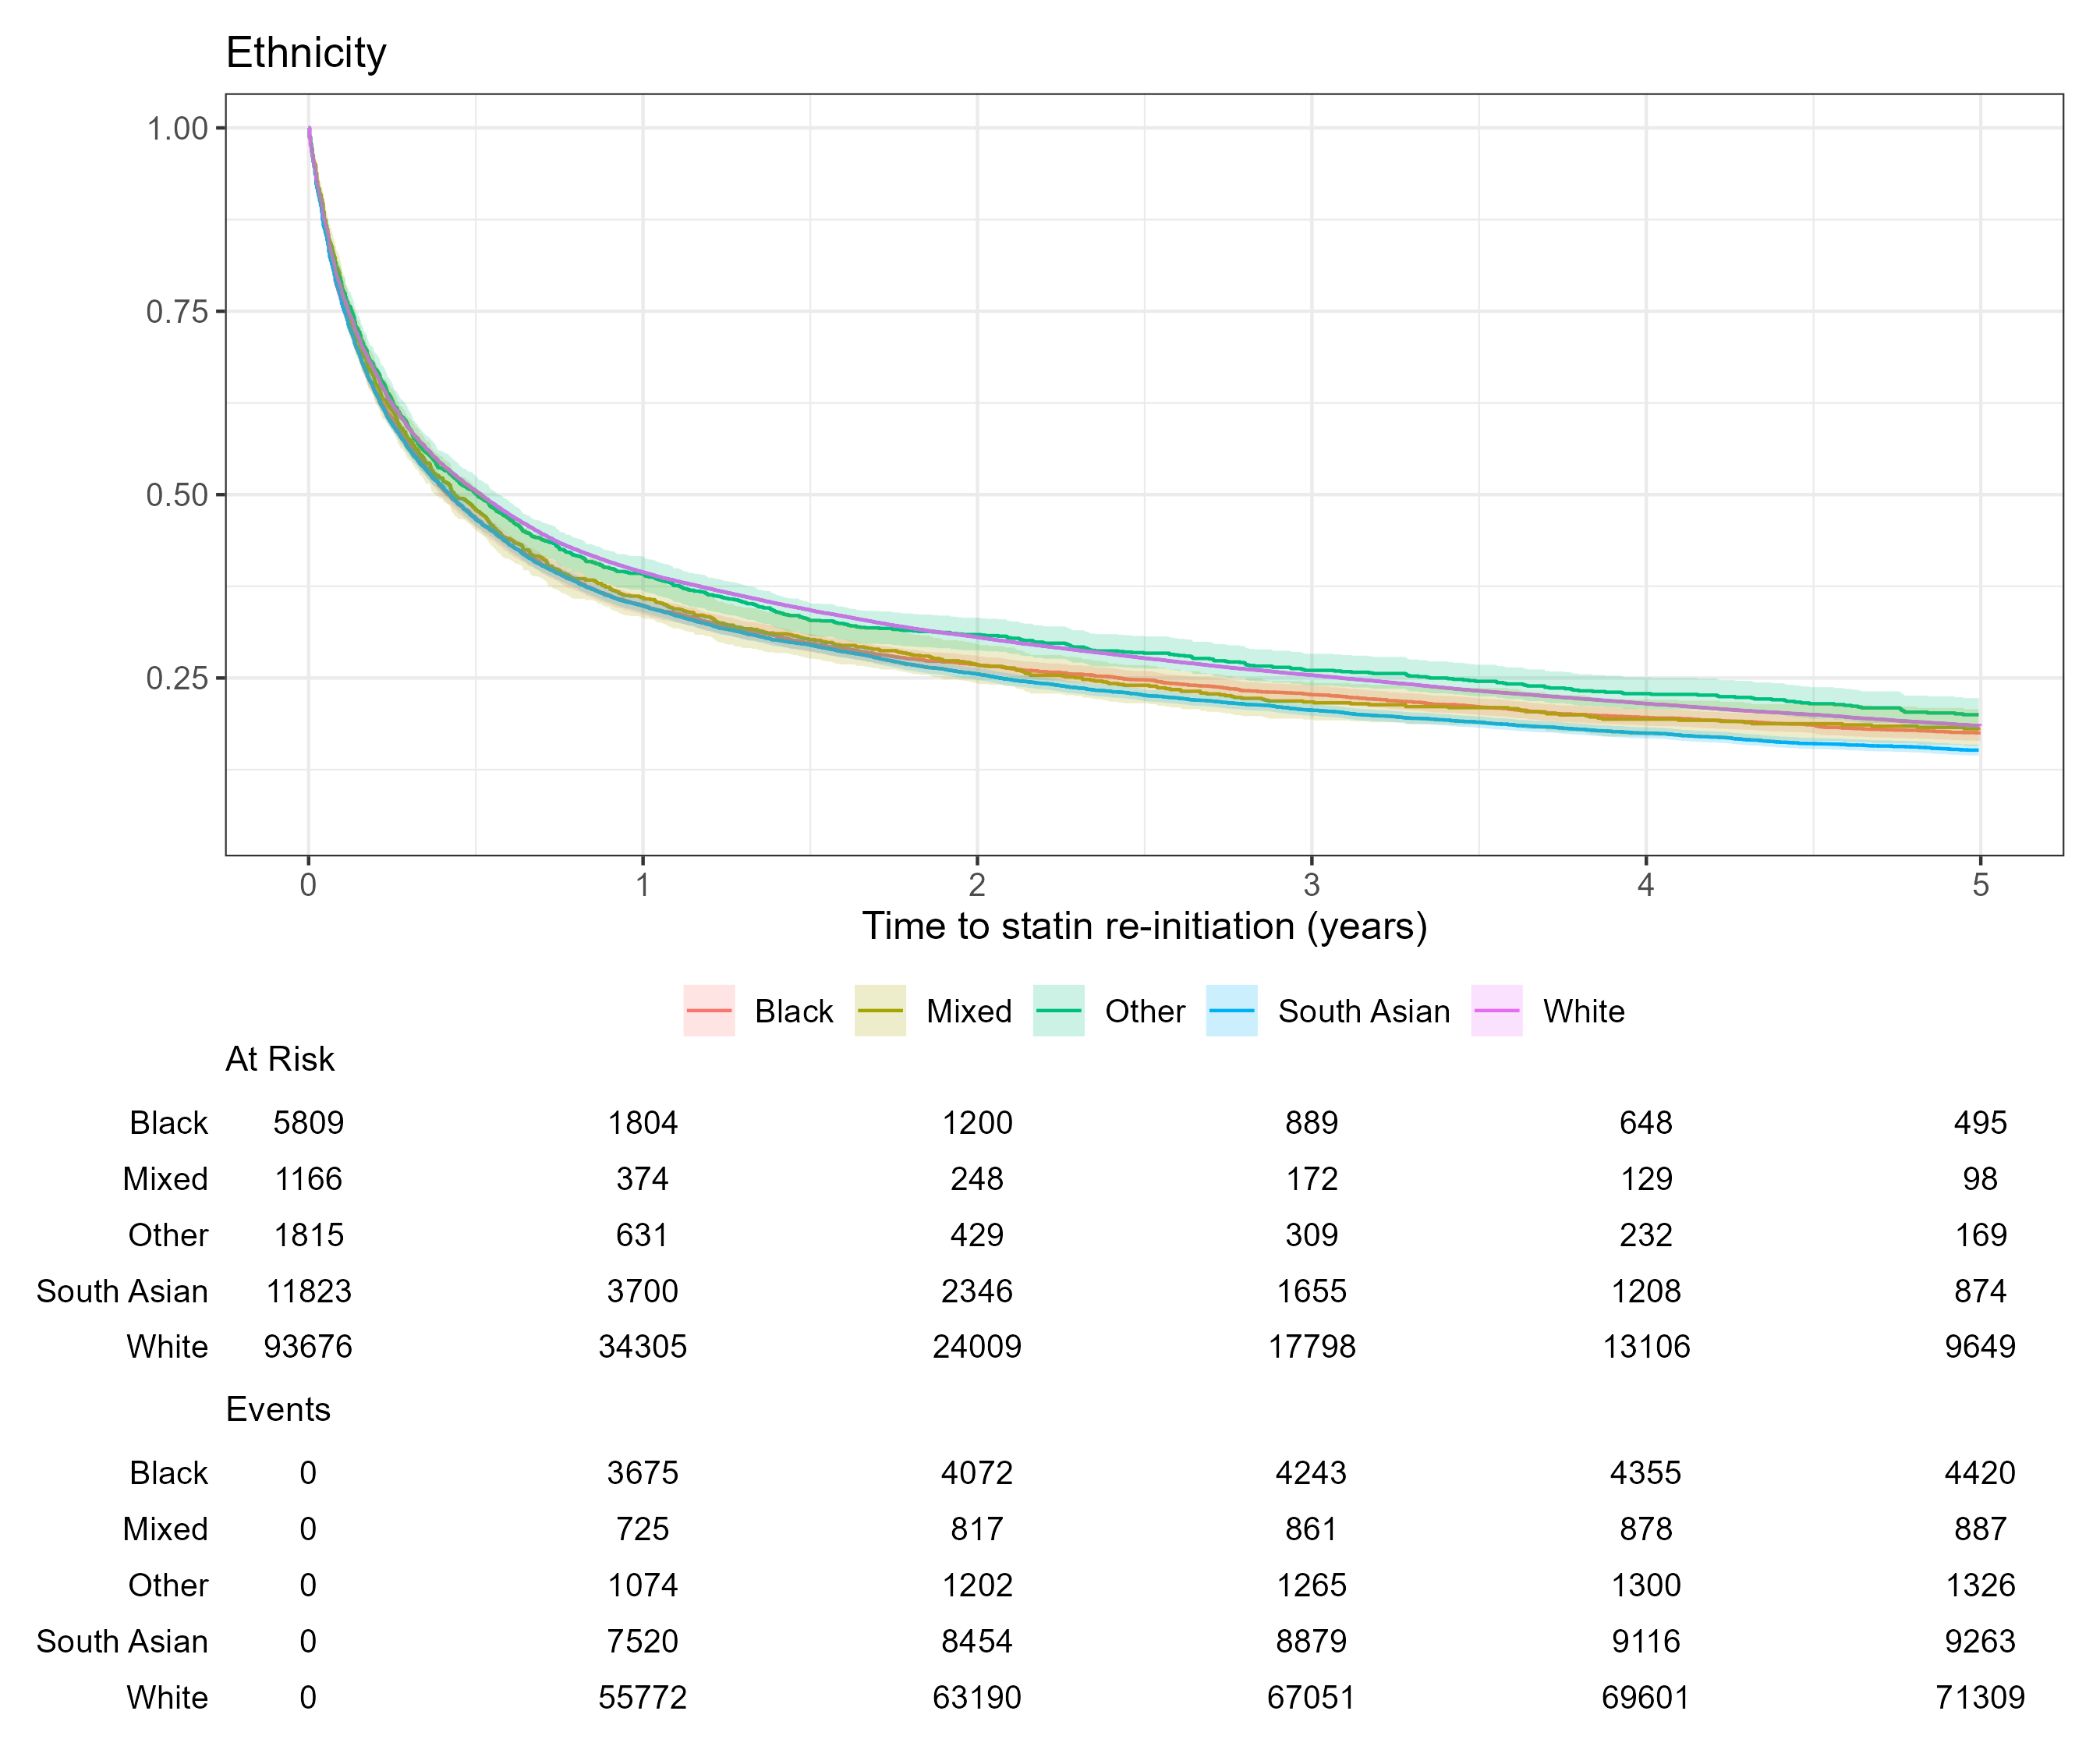 Ethnicity
1.00
0.75
0.50
0.25
0 1 2 3 4 5
Time to statin re-initiation (years)
Black Mixed Other South Asian White
At Risk
Black 5809 1804 1200 889 648 495
Mixed 1166 374 248 172 129 98
Other 1815 631 429 309 232 169
South Asian 11823 3700 2346 1655 1208 874
White 93676 34305 24009 17798 13106 9649
Events
Black 0 3675 4072 4243 4355 4420
Mixed 0 725 817 861 878 887
Other 0 1074 1202 1265 1300 1326
South Asian 0 7520 8454 8879 9116 9263
White 0 55772 63190 67051 69601 71309